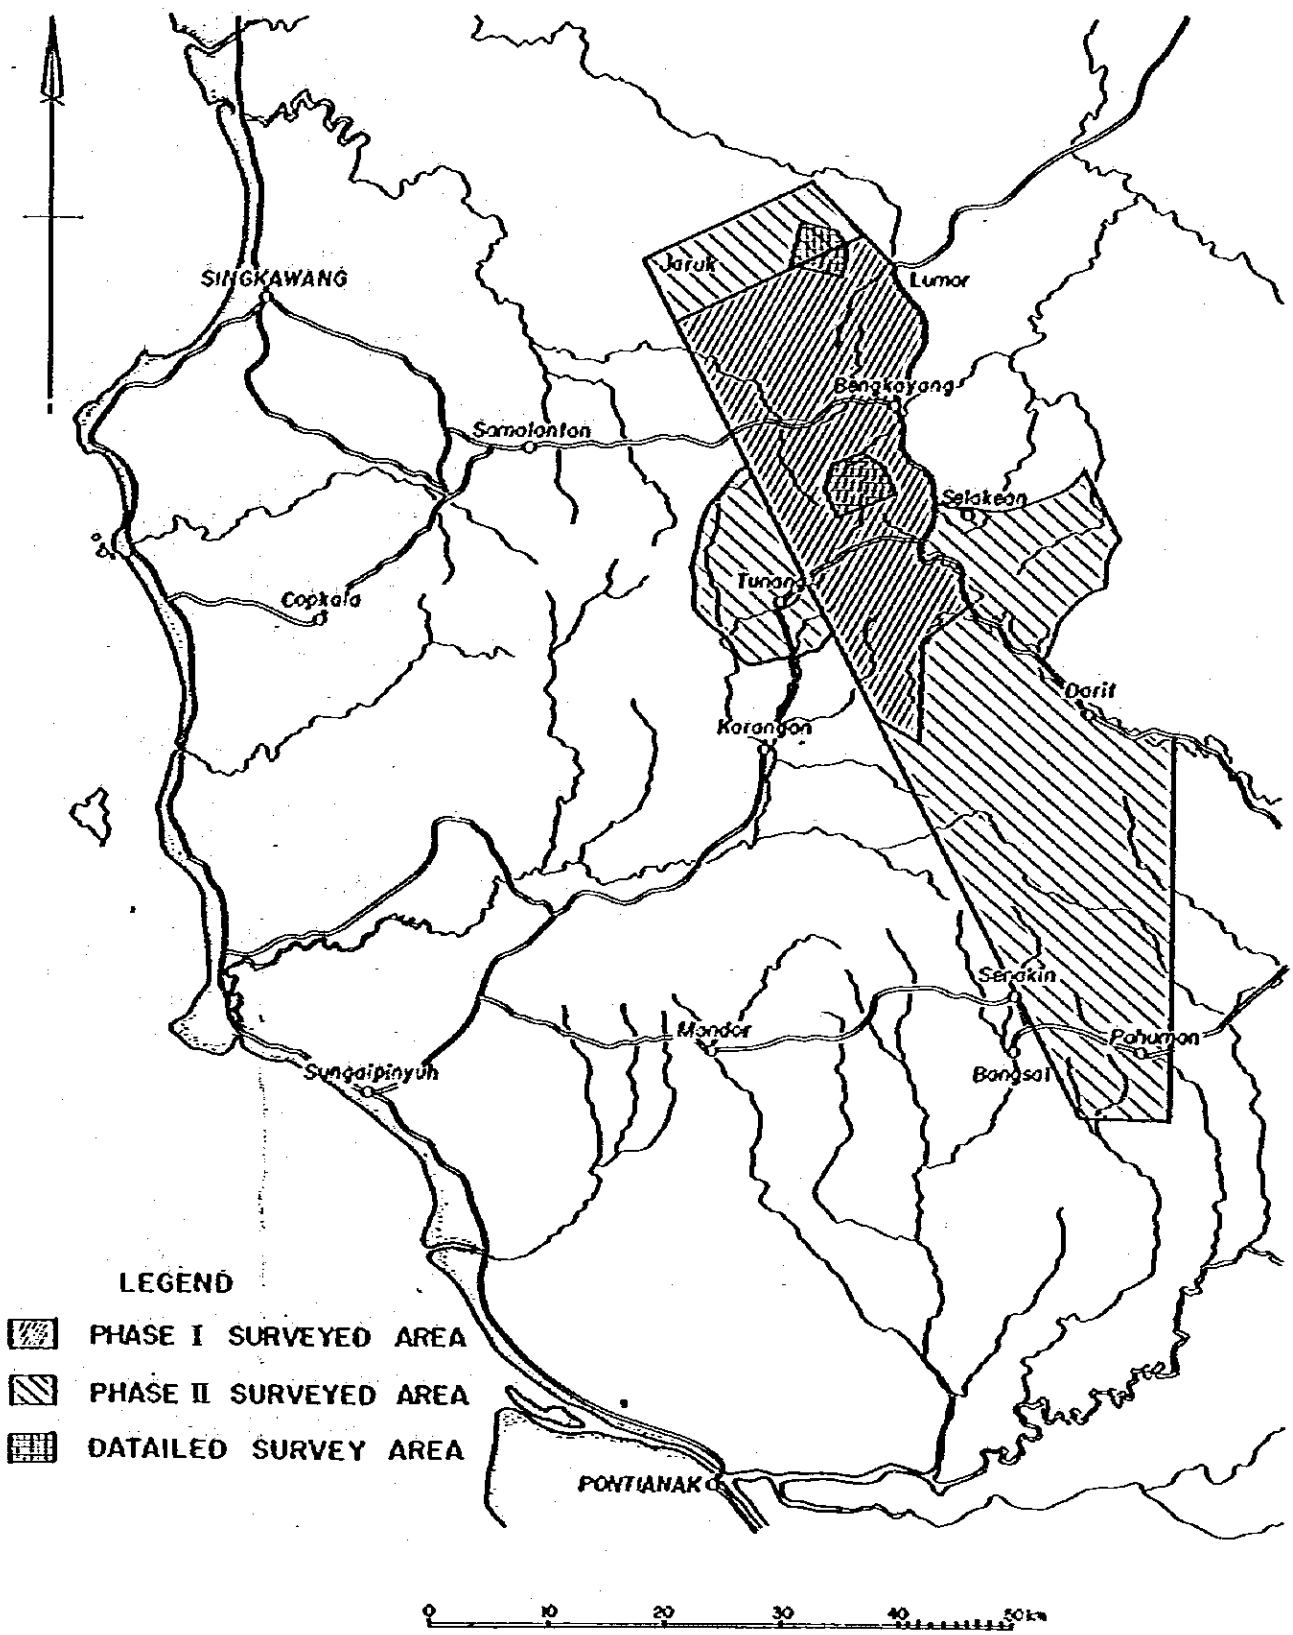 Jaruk
SINGKAWANG
Lumar
Bengkayang
Samalantan
Selakean
Tunang
Capkala
Darit
Karangan
Serakin
Mandor
Pahuman
Bangsal
Sungaipinyuh
LEGEND
PHASE I SURVEYED AREA
PHASE II SURVEYED AREA
DATAILED SURVEY AREA
PONTIANAK
0 10 20 30 40 50 km